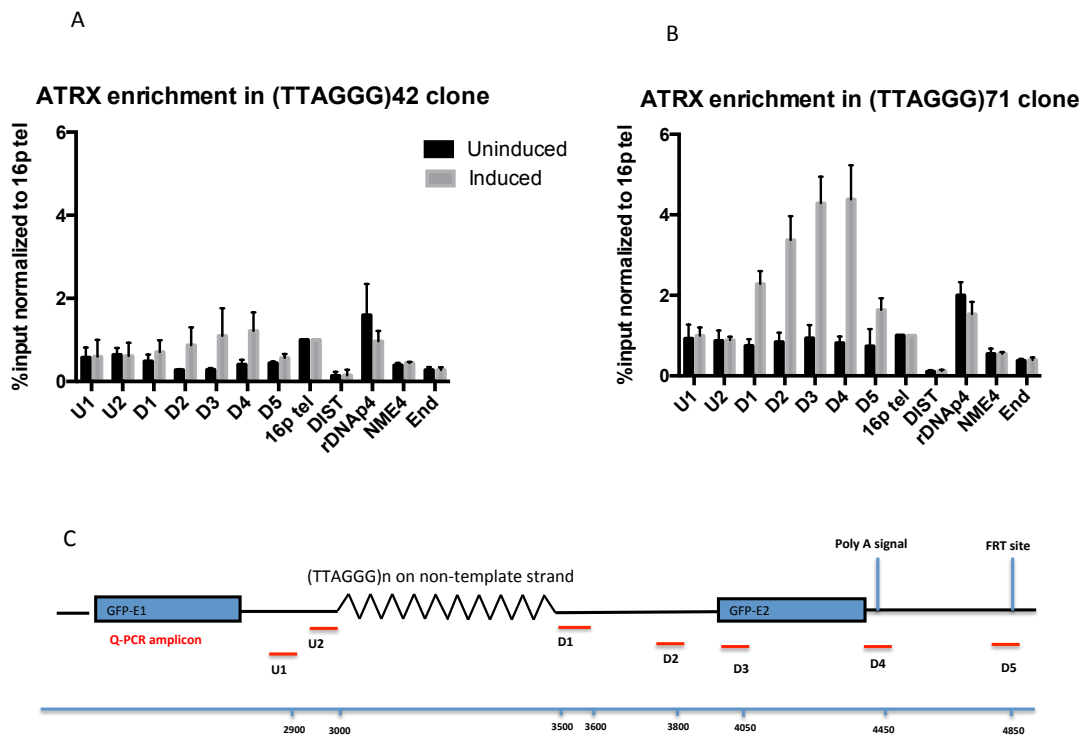 A
ATRX enrichment in (TTAGGG)42 clone
%input normalized to 16p tel
6
4
2
0
Uninduced
Induced
U1 U2 D1 D2 D3 D4 D5 16p tel DIST rDNAp4 NME4 End
B
ATRX enrichment in (TTAGGG)71 clone
%input normalized to 16p tel
6
4
2
0
U1 U2 D1 D2 D3 D4 D5 16p tel DIST rDNAp4 NME4 End
C
Poly A signal
FRT site
(TTAGGG)n on non-template strand
GFP-E1
GFP-E2
Q-PCR amplicon
U1
U2
D1
D2
D3
D4
D5
2900 3000 3500 3600 3800 4050 4450 4850